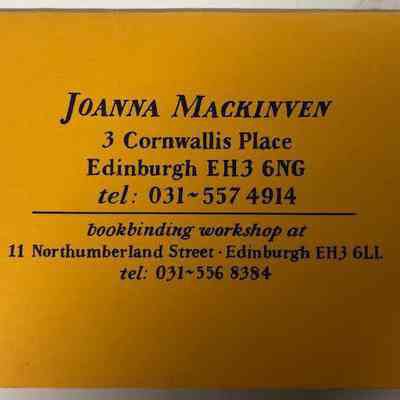 Joanna Mackinven
3 Cornwallis Place
Edinburgh EH3 6NG
tel: 031~557 4914
bookbinding workshop at
11 Northumberland Street · Edinburgh EH3 6LL
tel: 031~556 8384